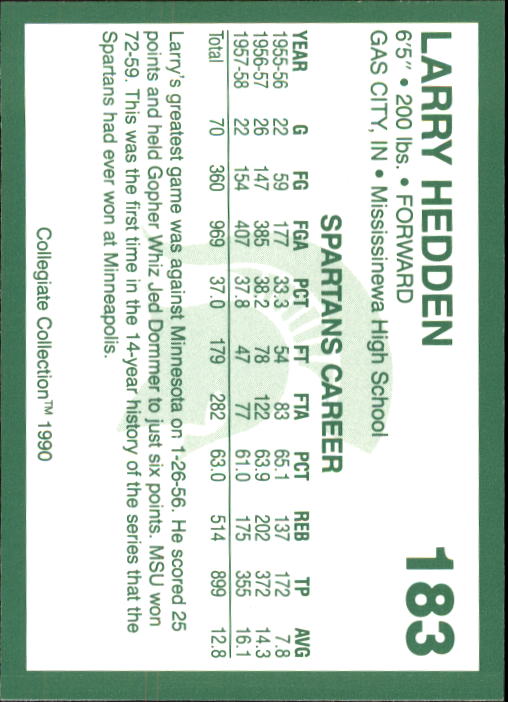 LARRY HEDDEN 183
6'5" • 200 lbs. • FORWARD
GAS CITY, IN • Mississinewa High School
SPARTANS CAREER
YEAR G FG FGA PCT FT FTA PCT REB TP AVG
1955-56 22 59 177 33.3 54 83 65.1 137 172 7.8
1956-57 26 147 385 38.2 78 122 63.9 202 372 14.3
1957-58 22 154 407 37.8 47 77 61.0 175 355 16.1
Total 70 360 969 37.0 179 282 63.0 514 899 12.8
Larry's greatest game was against Minnesota on 1-26-56. He scored 25
points and held Gopher Whiz Jed Dommer to just six points. MSU won
72-59. This was the first time in the 14-year history of the series that the
Spartans had ever won at Minneapolis.
Collegiate Collection™ 1990